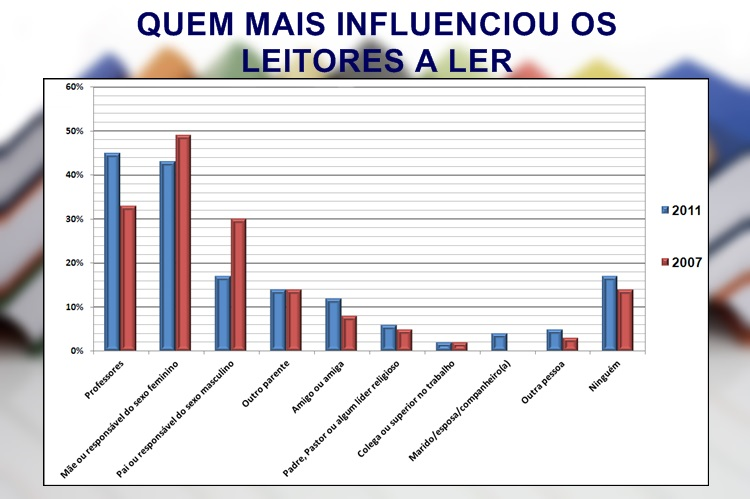 QUEM MAIS INFLUENCIOU OS
LEITORES A LER
60%
50%
40%
30%
20%
10%
0%
2011
2007
Professores
Mãe ou responsável do sexo feminino
Pai ou responsável do sexo masculino
Outro parente
Amigo ou amiga
Padre, Pastor ou algum líder religioso
Colega ou superior no trabalho
Marido/esposa/companheiro(a)
Outra pessoa
Ninguém